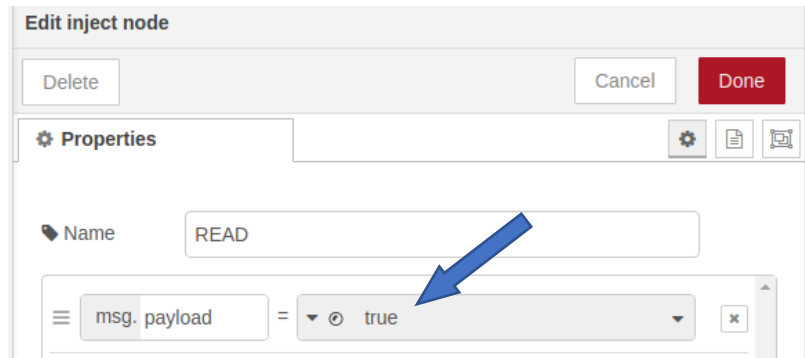 Edit inject node
Delete Cancel Done
Properties
Name READ
msg. payload = true